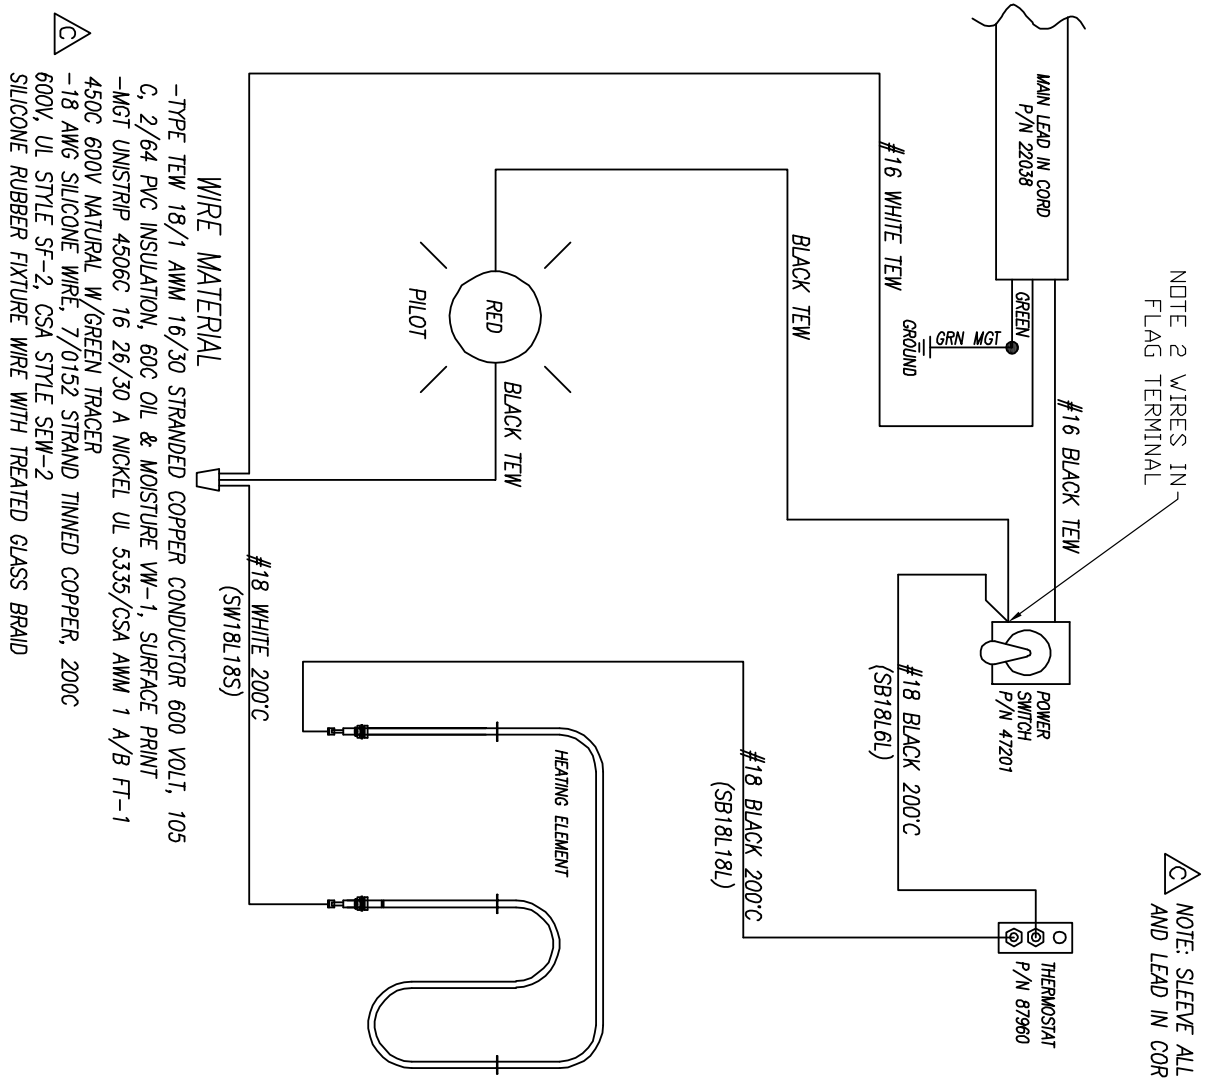 NOTE 2 WIRES IN
FLAG TERMINAL
C
NOTE: SLEEVE ALL
AND LEAD IN COR
MAIN LEAD IN CORD
P/N 22038
GREEN
GRN MGT
GROUND
#16 BLACK TEW
#16 WHITE TEW
BLACK TEW
POWER
SWITCH
P/N 47201
THERMOSTAT
P/N 87960
#18 BLACK 200°C
(SB18L6L)
#18 BLACK 200°C
(SB18L18L)
RED
PILOT
BLACK TEW
HEATING ELEMENT
#18 WHITE 200°C
(SW18L18S)
WIRE MATERIAL
-TYPE TEW 18/1 AWM 16/30 STRANDED COPPER CONDUCTOR 600 VOLT, 105
C, 2/64 PVC INSULATION, 60C OIL & MOISTURE VW-1, SURFACE PRINT
-MGT UNISTRIP 4506C 16 26/30 A NICKEL UL 5335/CSA AWM 1 A/B FT-1
450C 600V NATURAL W/GREEN TRACER
-18 AWG SILICONE WIRE, 7/0152 STRAND TINNED COPPER, 200C
600V, UL STYLE SF-2, CSA STYLE SEW-2
SILICONE RUBBER FIXTURE WIRE WITH TREATED GLASS BRAID
C